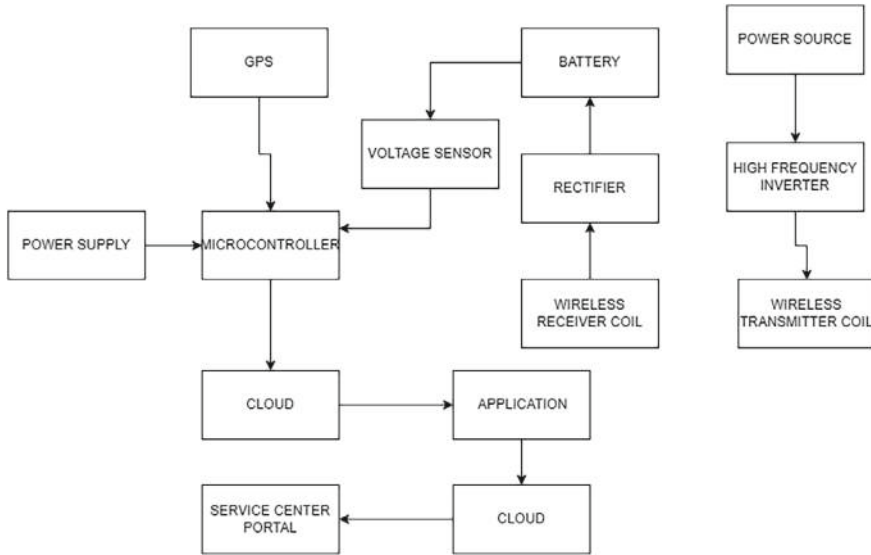 GPS
BATTERY
POWER SOURCE
VOLTAGE SENSOR
RECTIFIER
HIGH FREQUENCY
INVERTER
POWER SUPPLY
MICROCONTROLLER
WIRELESS
RECEIVER COIL
WIRELESS
TRANSMITTER COIL
CLOUD
APPLICATION
SERVICE CENTER
PORTAL
CLOUD